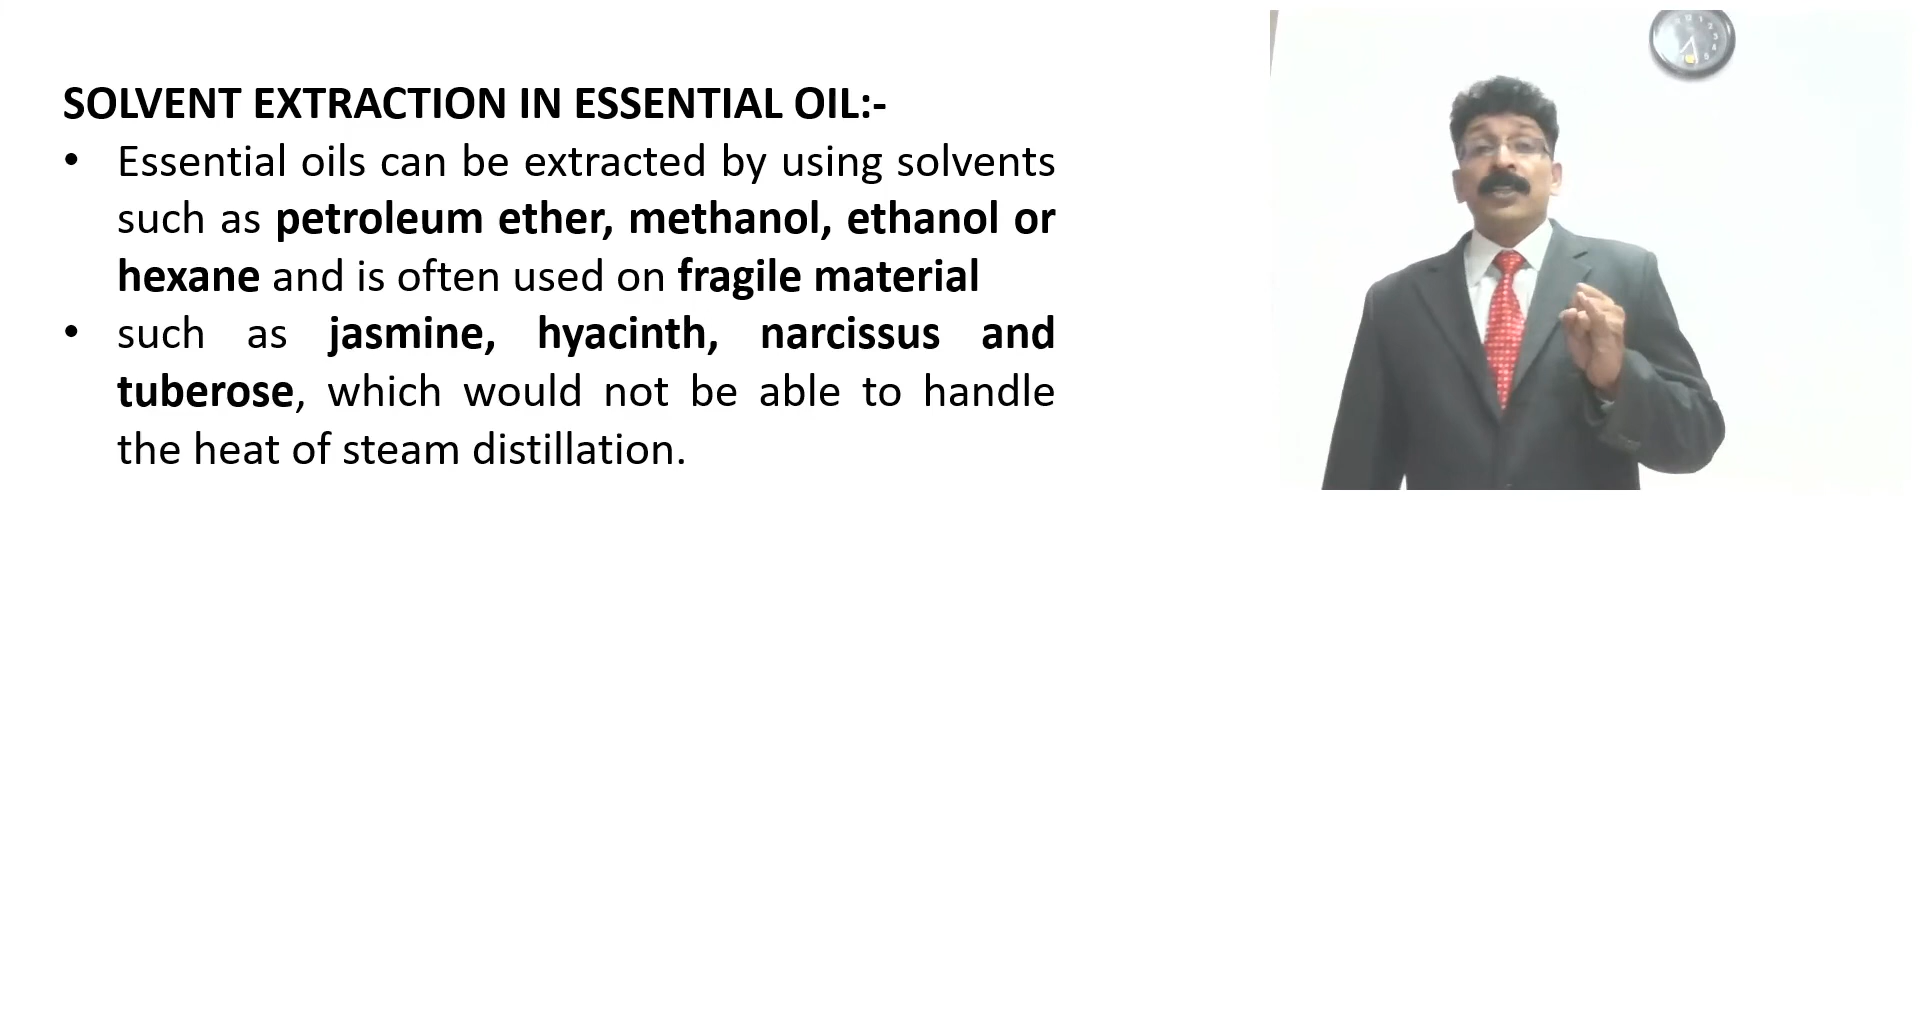 SOLVENT EXTRACTION IN ESSENTIAL OIL:-
• Essential oils can be extracted by using solvents
such as petroleum ether, methanol, ethanol or
hexane and is often used on fragile material
• such as jasmine, hyacinth, narcissus and
tuberose, which would not be able to handle
the heat of steam distillation.